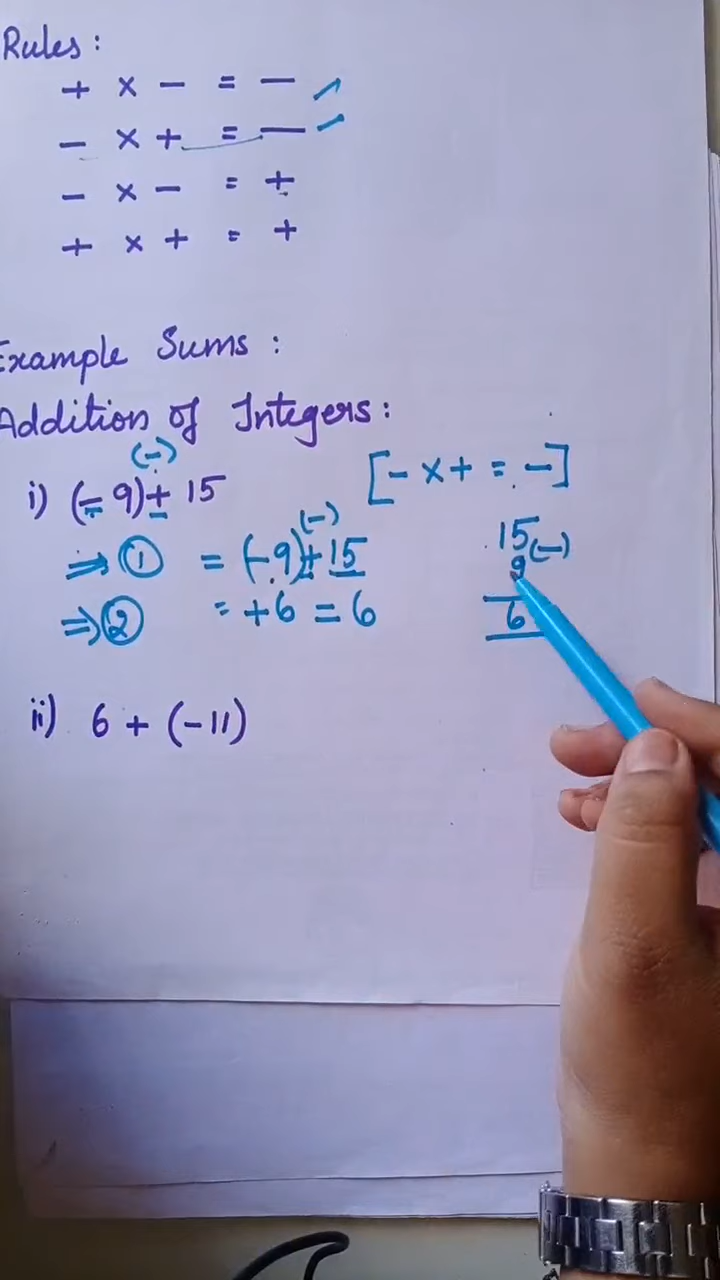 Rules:
+ × - = -
- × + = -
- × - = +
+ × + = +
Example Sums:
Addition of Integers:
(-)
i) (-9)+15
[- × + = -]
(-)
⇒ ① = (-9)+15
⇒ ② = +6 = 6
15
9 (-)
6
ii) 6 + (-11)